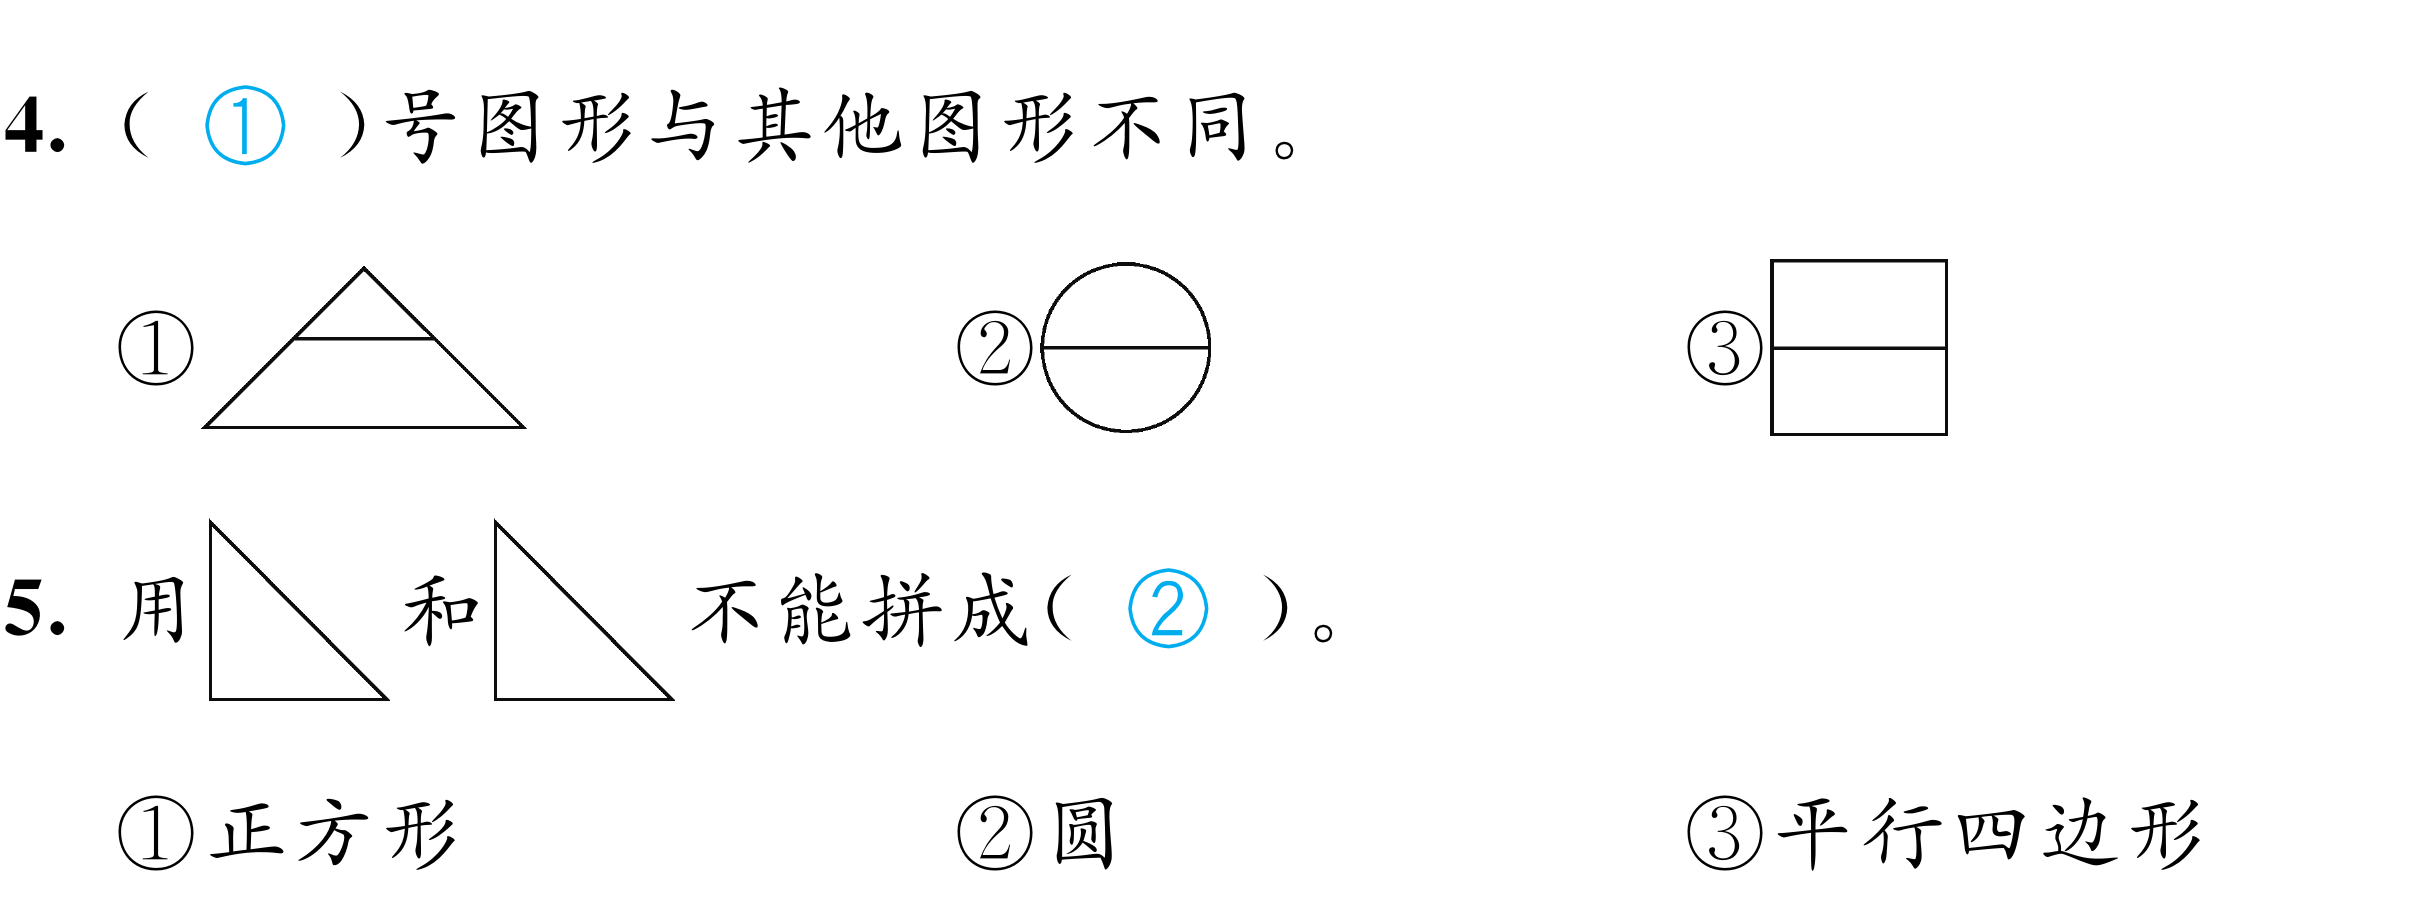 4. ( ① )号图形与其他图形不同。
① ② ③
5. 用 和 不能拼成( ② )。
①正方形 ②圆 ③平行四边形